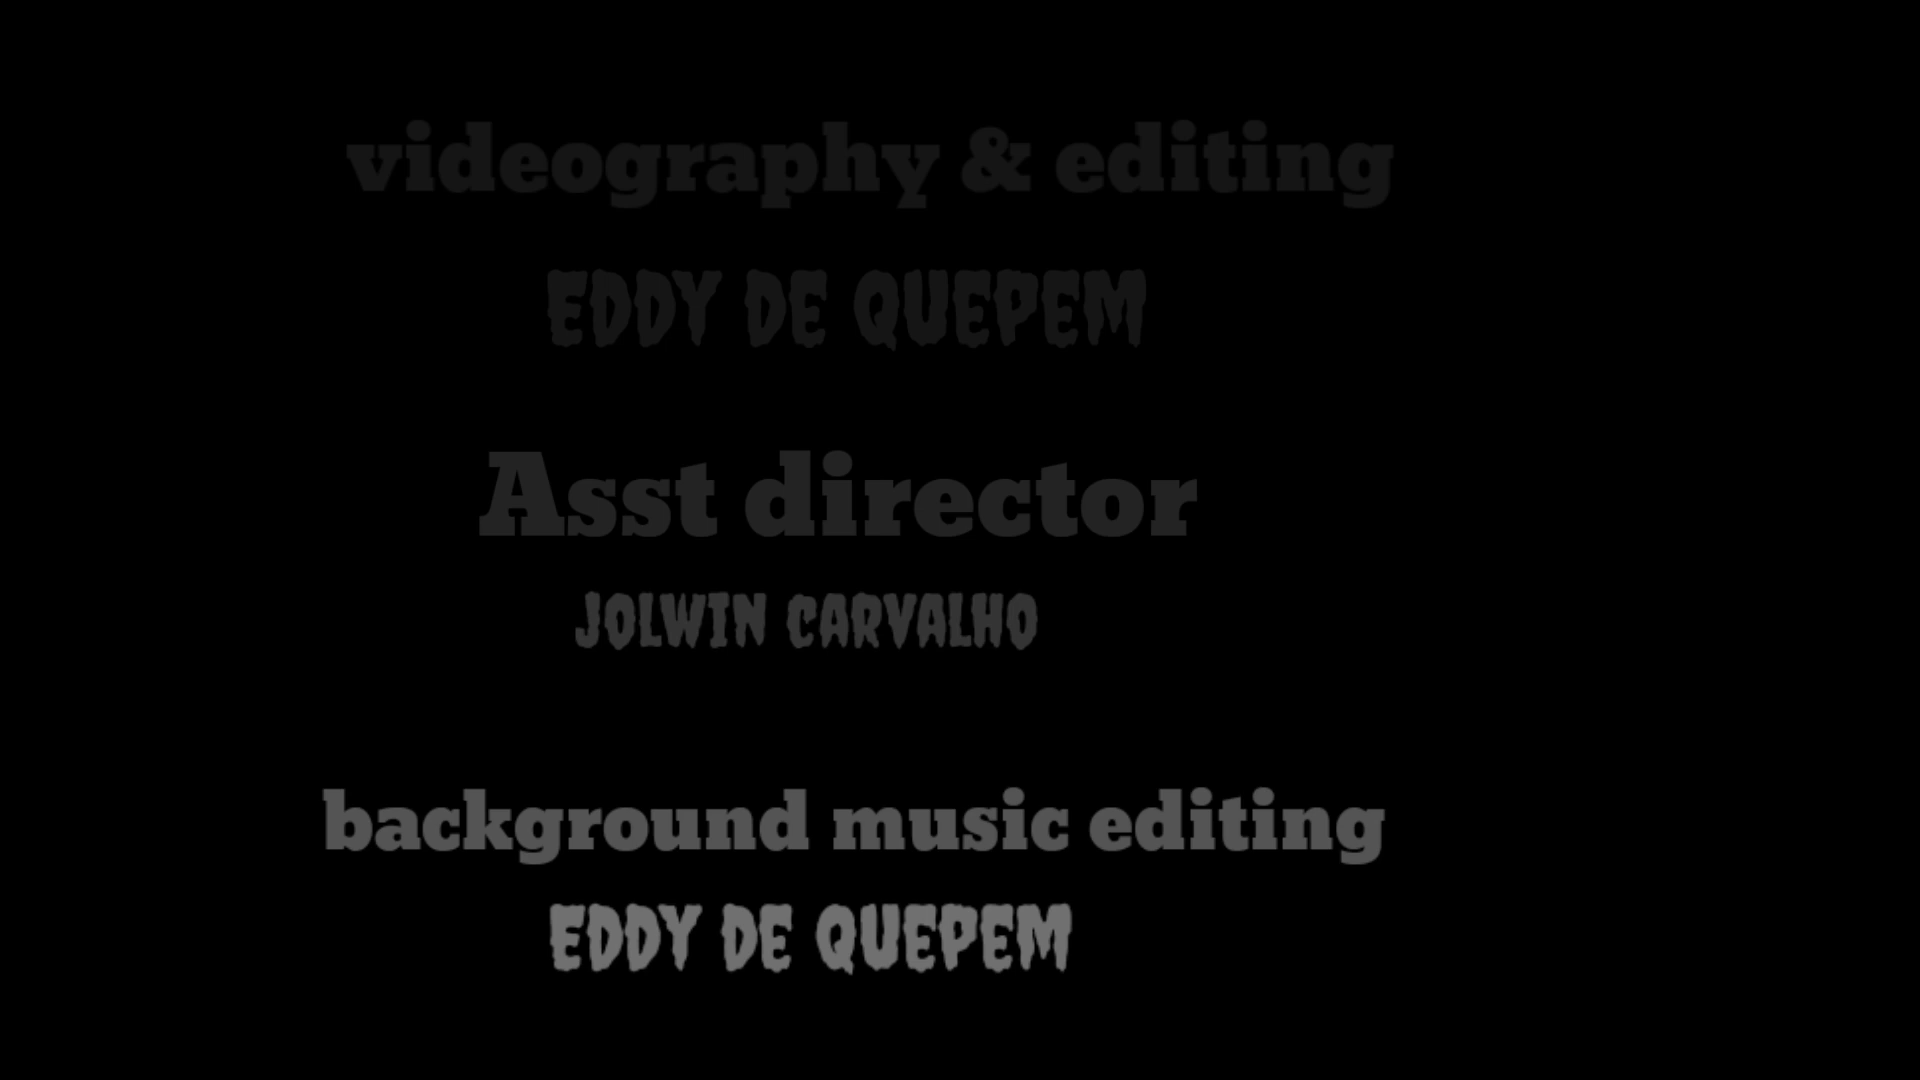 videography & editing
EDDY DE QUEPEM
Asst director
JOLWIN CARVALHO
background music editing
EDDY DE QUEPEM